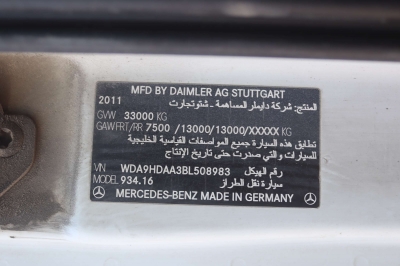 MFD BY DAIMLER AG STUTTGART
2011 المنتج: شركة دايملر المساهمة - شتوتجارت
GVW 33000 KG
GAWFRT/RR 7500 /13000/13000/XXXXX KG
تطابق هذه السيارة جميع المواصفات القياسية الخليجية
للسيارات والتي صدرت حتى تاريخ الإنتاج
VIN WDA9HDAA3BL508983 رقم الهيكل
MODEL 934.16 سيارة نقل الطراز
MERCEDES-BENZ MADE IN GERMANY